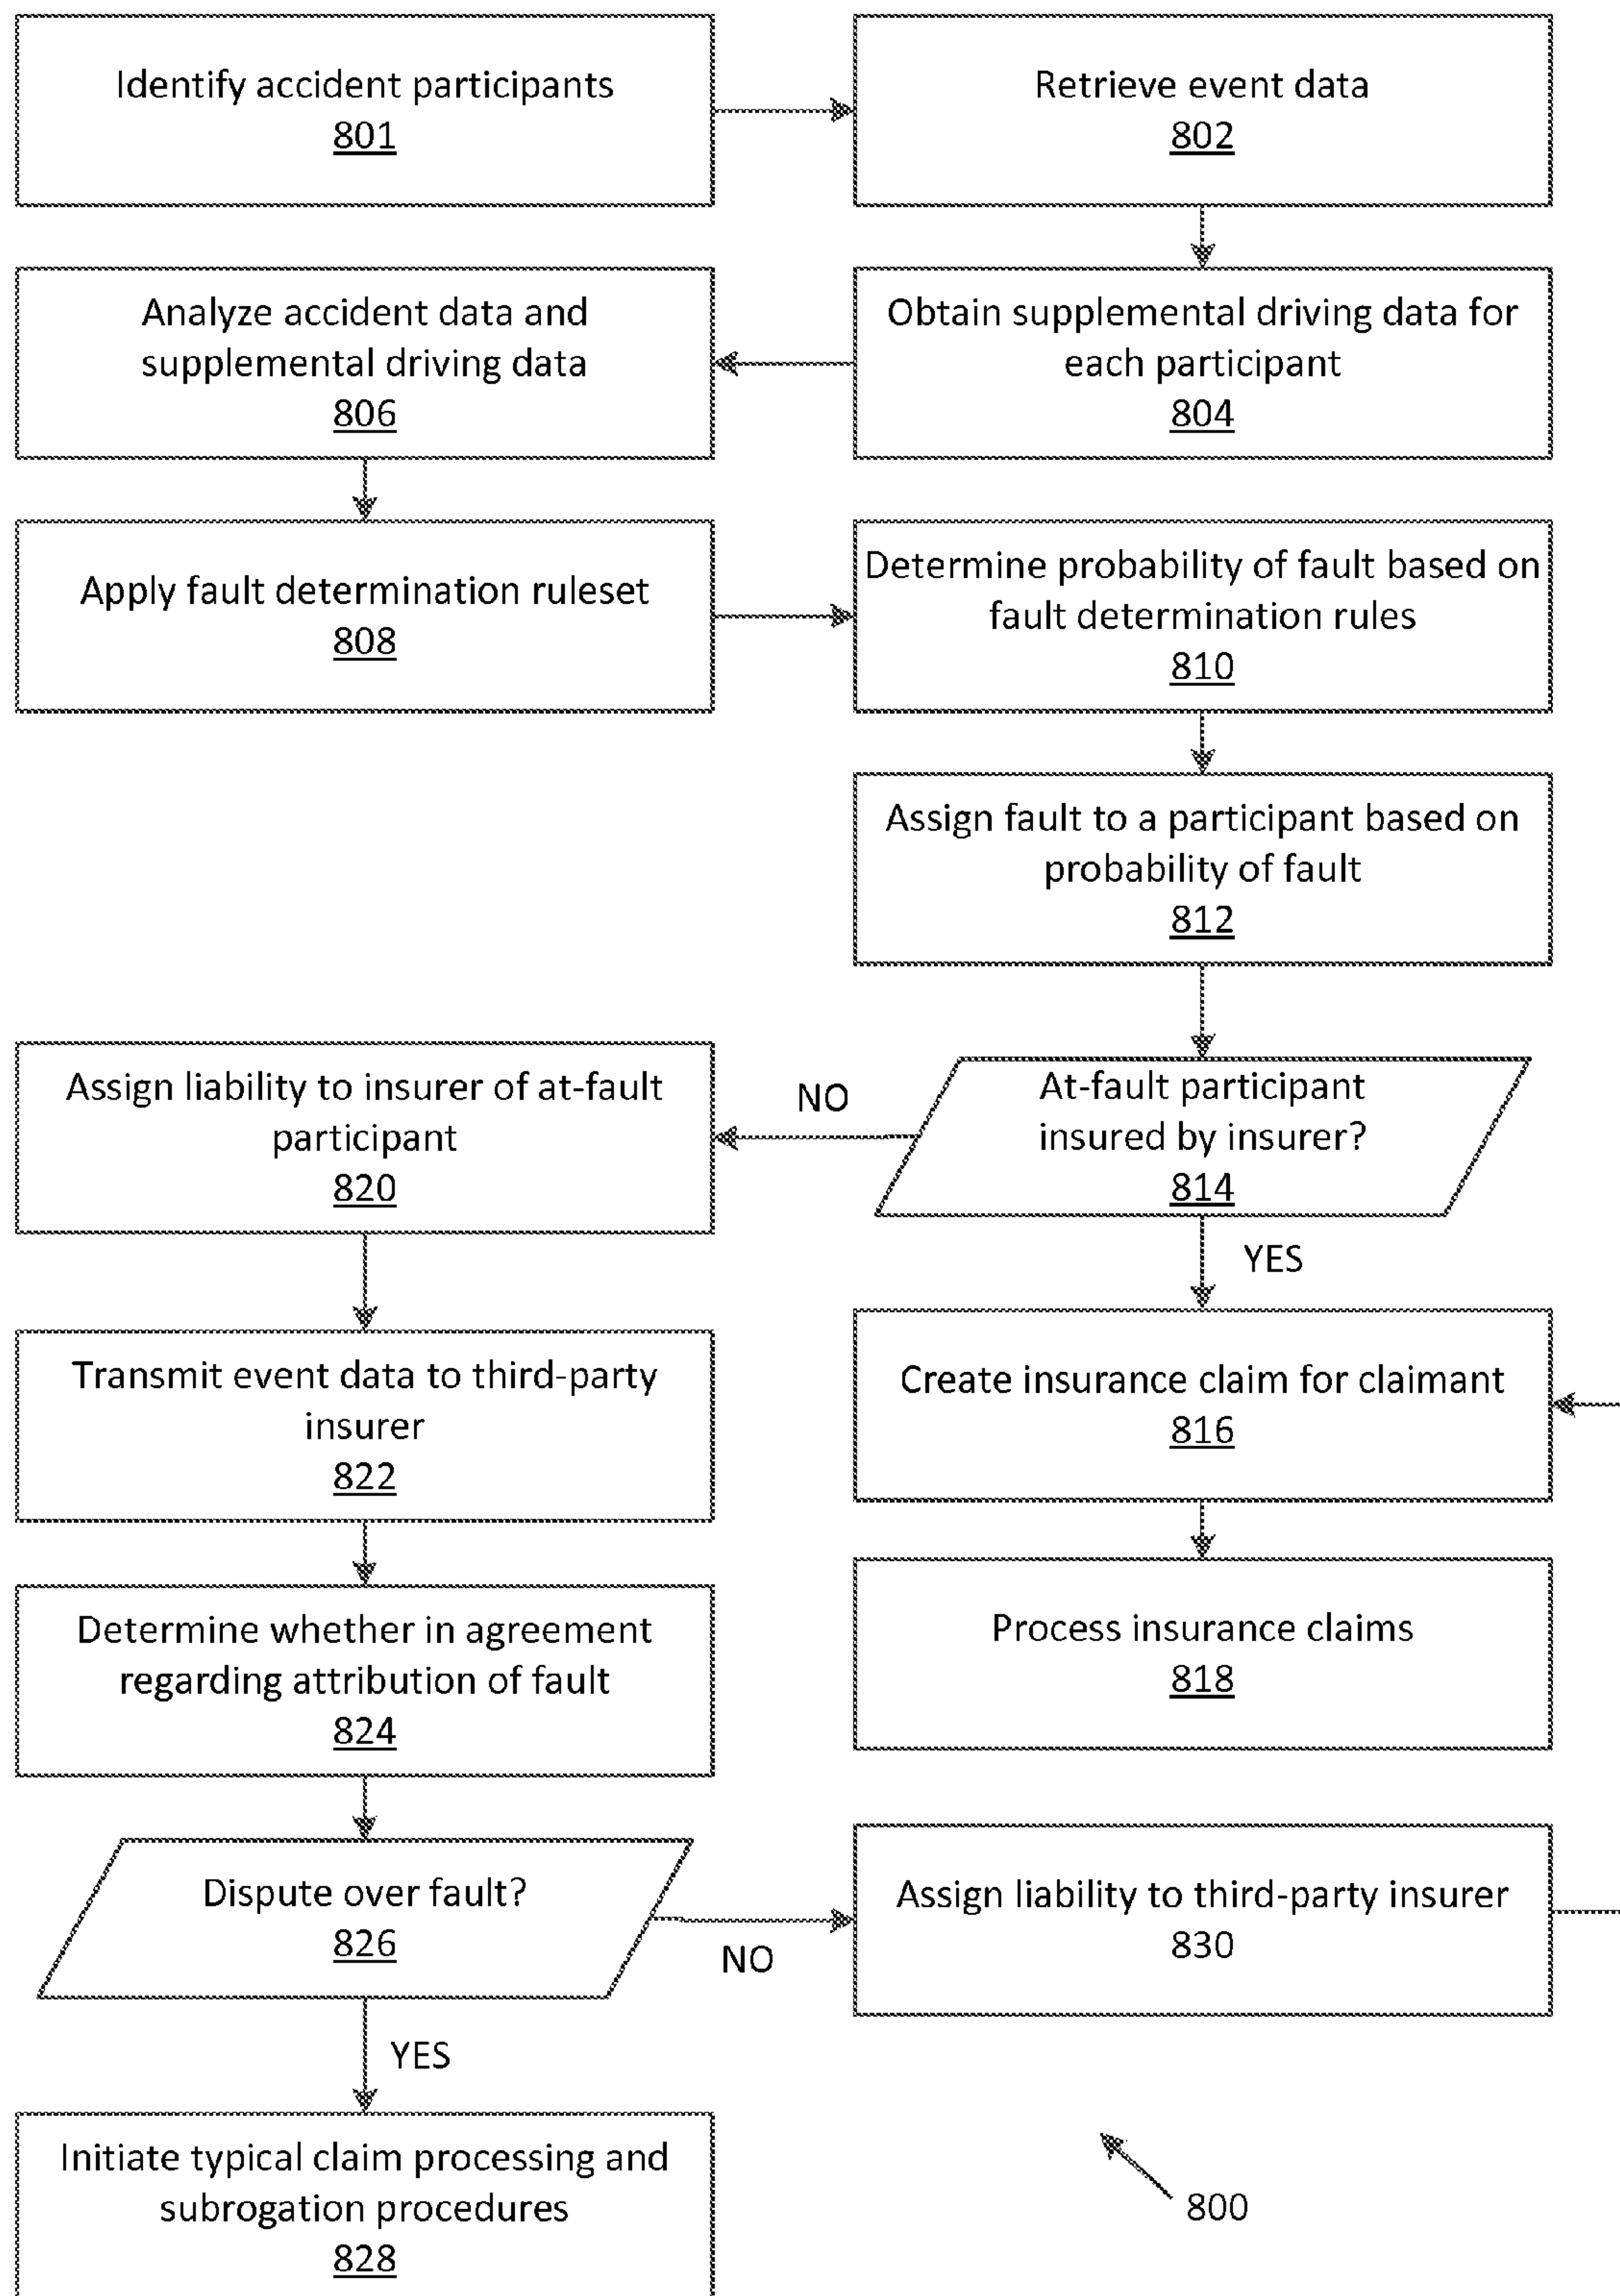 Identify accident participants
801
Retrieve event data
802
Analyze accident data and
supplemental driving data
806
Obtain supplemental driving data for
each participant
804
Apply fault determination ruleset
808
Determine probability of fault based on
fault determination rules
810
Assign fault to a participant based on
probability of fault
812
Assign liability to insurer of at-fault
participant
820
NO
At-fault participant
insured by insurer?
814
YES
Transmit event data to third-party
insurer
822
Create insurance claim for claimant
816
Determine whether in agreement
regarding attribution of fault
824
Process insurance claims
818
Dispute over fault?
826
NO
Assign liability to third-party insurer
830
YES
Initiate typical claim processing and
subrogation procedures
828
800